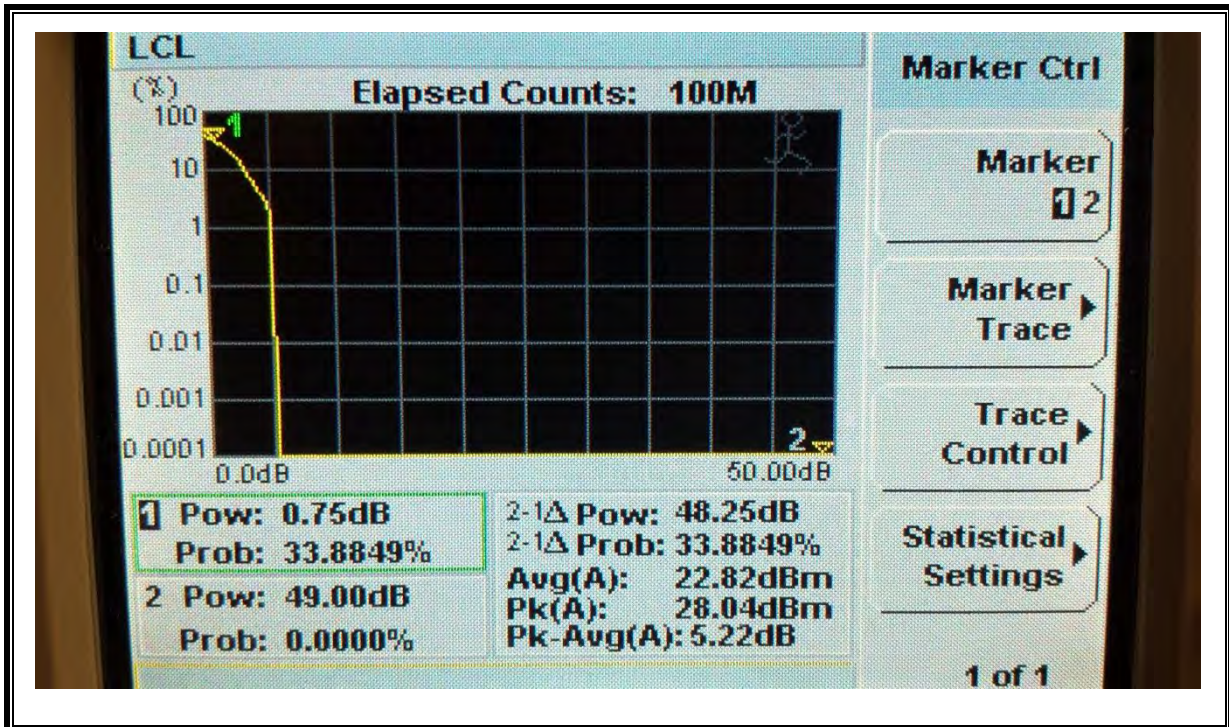 LCL
(%) Elapsed Counts: 100M
100
10
1
0.1
0.01
0.001
0.0001
1
2
0.0dB 50.00dB
1 Pow: 0.75dB
Prob: 33.8849%
2 Pow: 49.00dB
Prob: 0.0000%
2-1Δ Pow: 48.25dB
2-1Δ Prob: 33.8849%
Avg(A): 22.82dBm
Pk(A): 28.04dBm
Pk-Avg(A): 5.22dB
Marker Ctrl
Marker
1 2
Marker
Trace
Trace
Control
Statistical
Settings
1 of 1